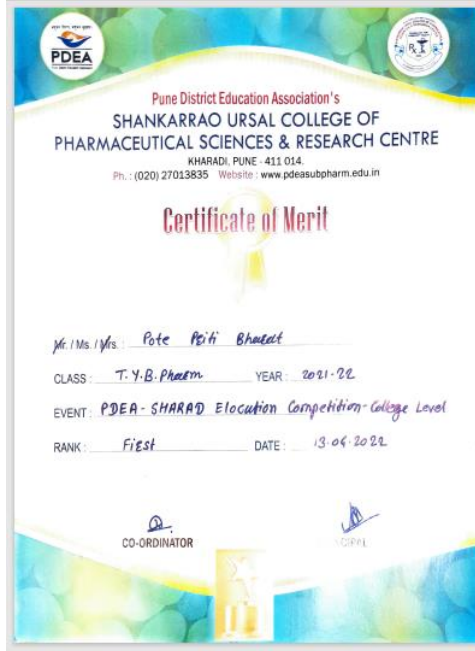 PDEA
Pune District Education Association's
SHANKARRAO URSAL COLLEGE OF
PHARMACEUTICAL SCIENCES & RESEARCH CENTRE
KHARADI, PUNE - 411 014.
Ph. : (020) 27013835 Website : www.pdeasubpharm.edu.in
Certificate of Merit
Mr. / Ms. / Mrs. : Pote Priti Bharat
CLASS : T.Y.B.Pharm YEAR : 2021-22
EVENT : PDEA-SHARAD Elocution Competition-College Level
RANK : First DATE : 13.04.2022
CO-ORDINATOR